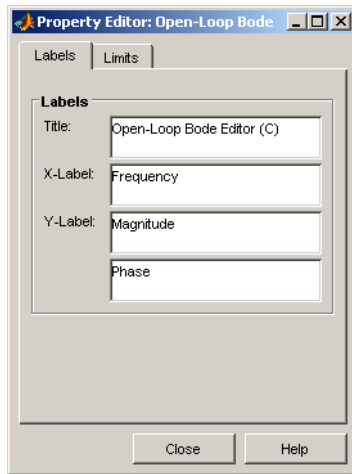 Property Editor: Open-Loop Bode
Labels
Limits
Labels
Title:
Open-Loop Bode Editor (C)
X-Label:
Frequency
Y-Label:
Magnitude
Phase
Close
Help